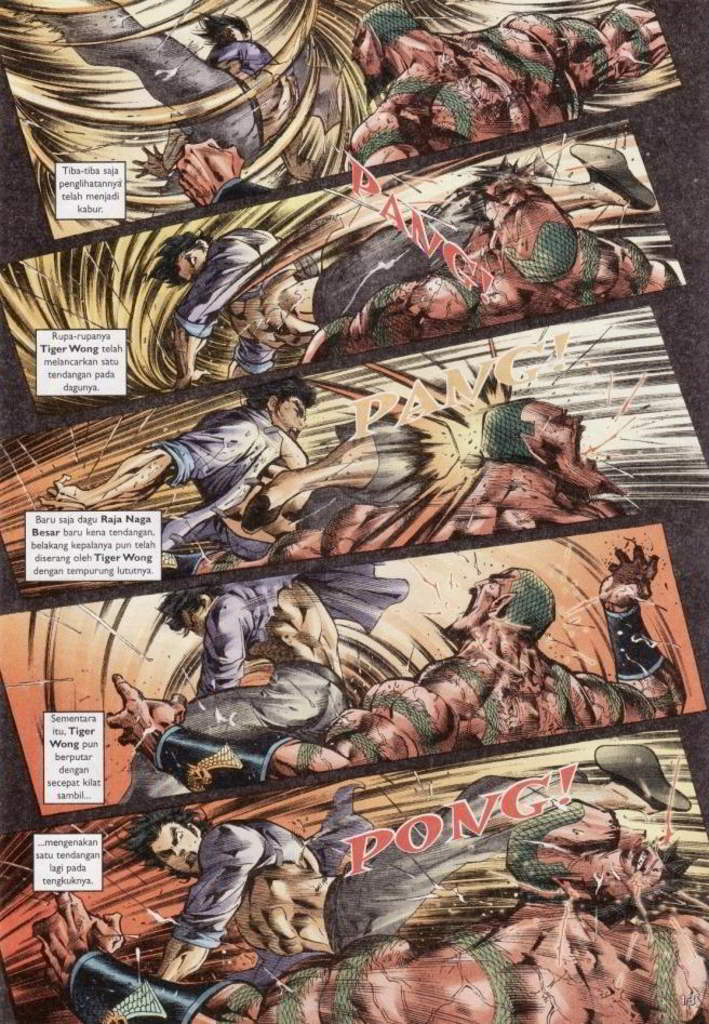 Tiba-tiba saja
penglihatannya
telah menjadi
kabur.
PANG!
Rupa-rupanya
Tiger Wong telah
melancarkan satu
tendangan pada
dagunya.
PANG!
Baru saja dagu Raja Naga
Besar baru kena tendangan,
belakang kepalanya pun telah
diserang oleh Tiger Wong
dengan tempurung lututnya.
Sementara
itu, Tiger
Wong pun
berputar
dengan
secepat kilat
sambil...
PONG!
...mengenakan
satu tendangan
lagi pada
tengkuknya.